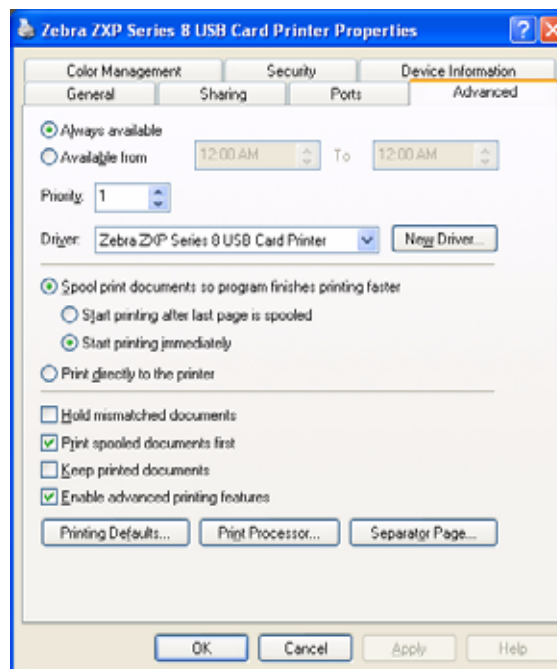 Zebra ZXP Series 8 USB Card Printer Properties
Color Management Security Device Information
General Sharing Ports Advanced
Always available
Available from 12:00 AM To 12:00 AM
Priority: 1
Driver: Zebra ZXP Series 8 USB Card Printer New Driver...
Spool print documents so program finishes printing faster
Start printing after last page is spooled
Start printing immediately
Print directly to the printer
Hold mismatched documents
Print spooled documents first
Keep printed documents
Enable advanced printing features
Printing Defaults... Print Processor... Separator Page...
OK Cancel Apply Help